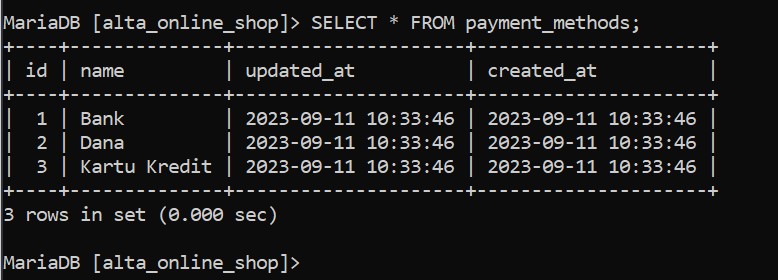 MariaDB [alta_online_shop]> SELECT * FROM payment_methods;
+----+--------------+---------------------+---------------------+
| id | name         | updated_at          | created_at          |
+----+--------------+---------------------+---------------------+
|  1 | Bank         | 2023-09-11 10:33:46 | 2023-09-11 10:33:46 |
|  2 | Dana         | 2023-09-11 10:33:46 | 2023-09-11 10:33:46 |
|  3 | Kartu Kredit | 2023-09-11 10:33:46 | 2023-09-11 10:33:46 |
+----+--------------+---------------------+---------------------+
3 rows in set (0.000 sec)

MariaDB [alta_online_shop]>